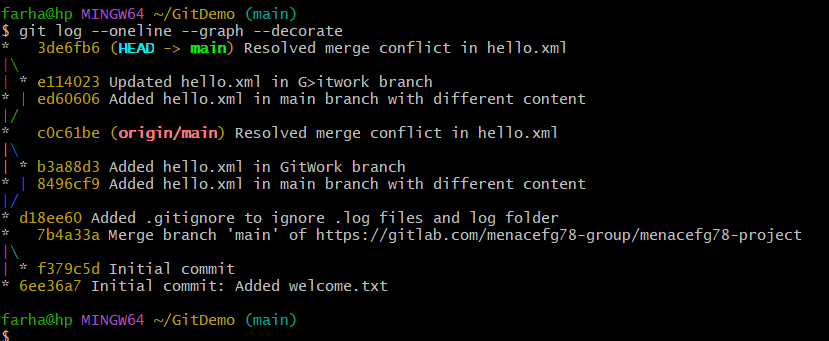 farha@hp MINGW64 ~/GitDemo (main)
$ git log --oneline --graph --decorate
*   3de6fb6 (HEAD -> main) Resolved merge conflict in hello.xml
|\
| * e114023 Updated hello.xml in G>itwork branch
* | ed60606 Added hello.xml in main branch with different content
|/
*   c0c61be (origin/main) Resolved merge conflict in hello.xml
|\
| * b3a88d3 Added hello.xml in GitWork branch
* | 8496cf9 Added hello.xml in main branch with different content
|/
* d18ee60 Added .gitignore to ignore .log files and log folder
*   7b4a33a Merge branch 'main' of https://gitlab.com/menacefg78-group/menacefg78-project
|\
| * f379c5d Initial commit
* 6ee36a7 Initial commit: Added welcome.txt

farha@hp MINGW64 ~/GitDemo (main)
$